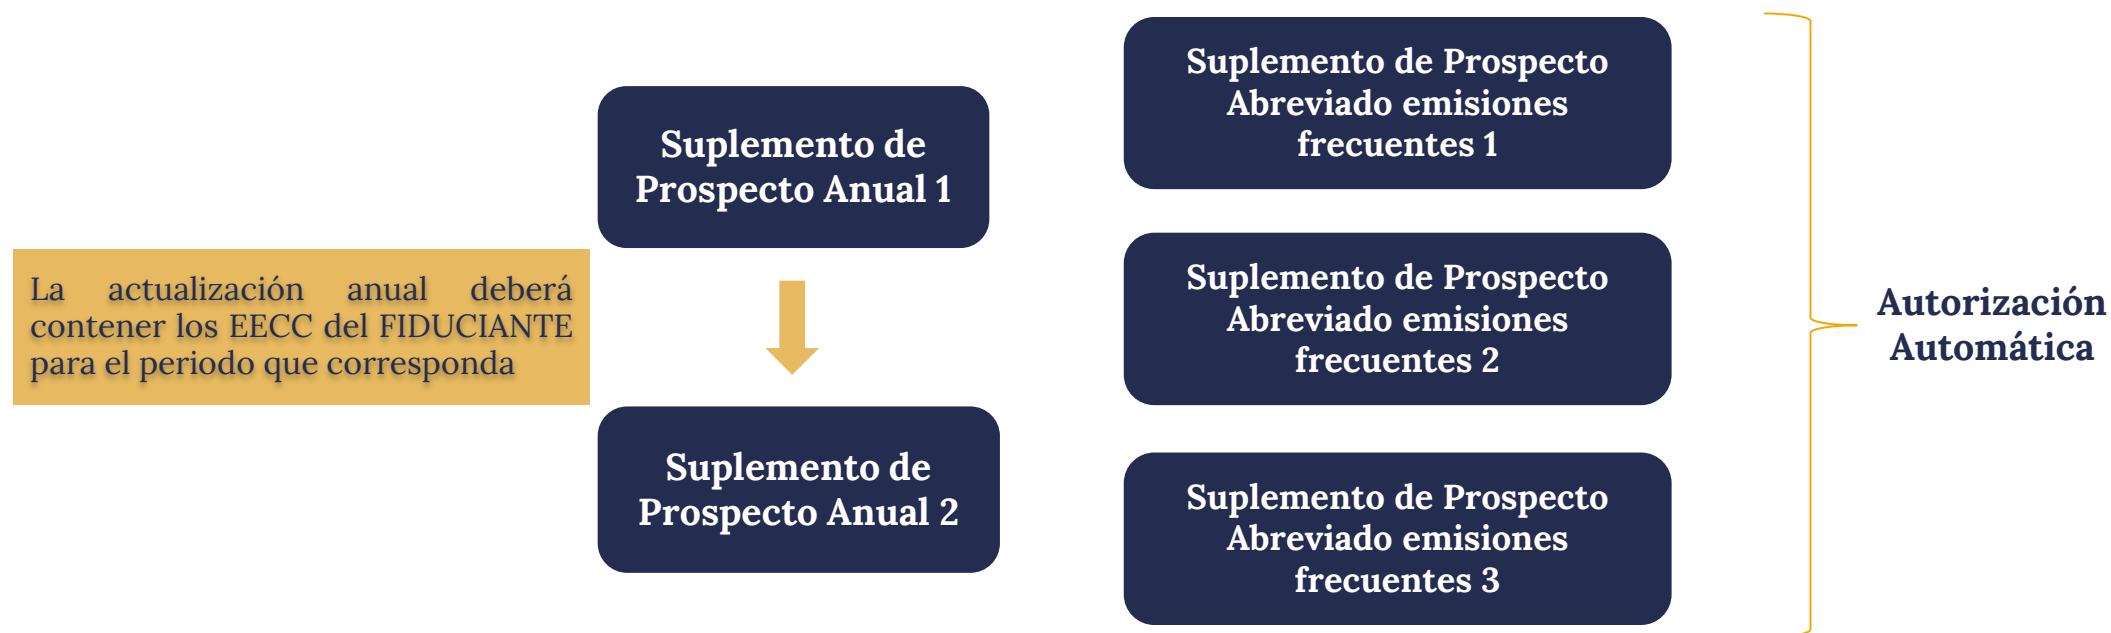 La actualización anual deberá
contener los EECC del FIDUCIANTE
para el periodo que corresponda
Suplemento de
Prospecto Anual 1
Suplemento de
Prospecto Anual 2
Suplemento de Prospecto
Abreviado emisiones
frecuentes 1
Suplemento de Prospecto
Abreviado emisiones
frecuentes 2
Suplemento de Prospecto
Abreviado emisiones
frecuentes 3
Autorización
Automática